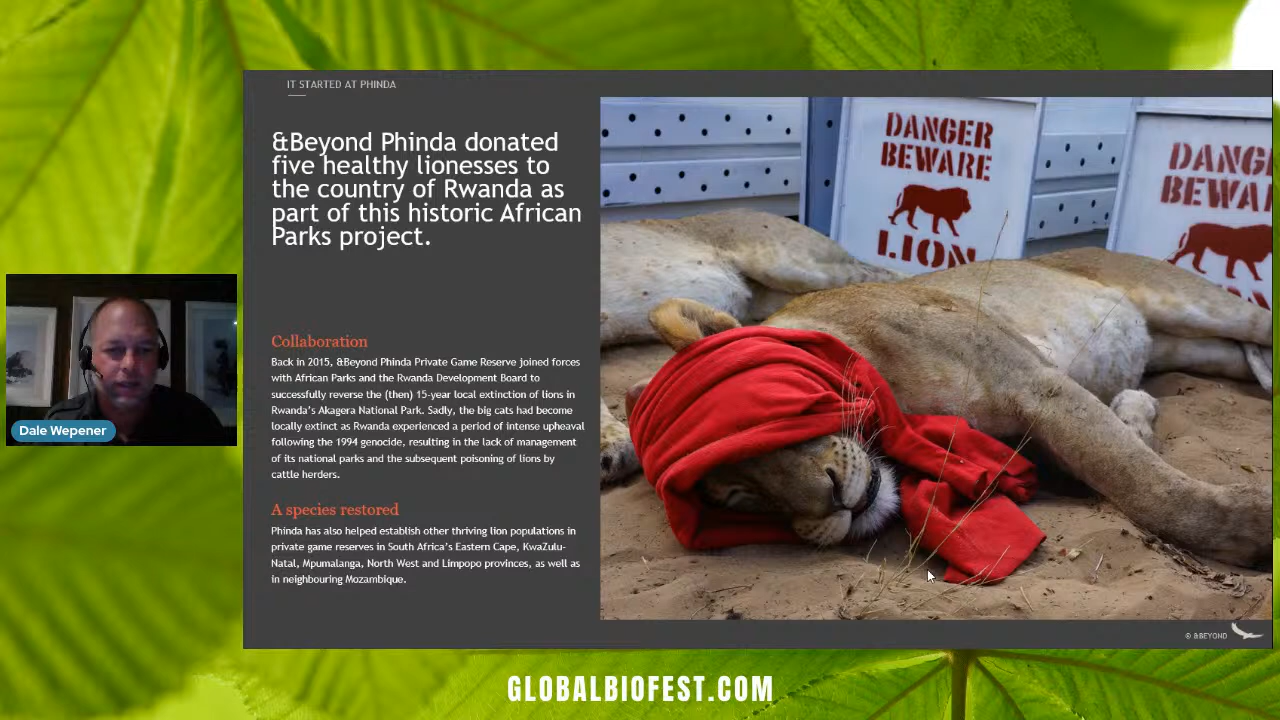 IT STARTED AT PHINDA
&Beyond Phinda donated
five healthy lionesses to
the country of Rwanda as
part of this historic African
Parks project.
Collaboration
Back in 2015, &Beyond Phinda Private Game Reserve joined forces
with African Parks and the Rwanda Development Board to
successfully reverse the (then) 15-year local extinction of lions in
Rwanda's Akagera National Park. Sadly, the big cats had become
locally extinct as Rwanda experienced a period of intense upheaval
following the 1994 genocide, resulting in the lack of management
of its national parks and the subsequent poisoning of lions by
cattle herders.
A species restored
Phinda has also helped establish other thriving lion populations in
private game reserves in South Africa's Eastern Cape, KwaZulu-
Natal, Mpumalanga, North West and Limpopo provinces, as well as
in neighbouring Mozambique.
DANGER
BEWARE
LION
DANG
BEWA
© &BEYOND
Dale Wepener
GLOBALBIOFEST.COM